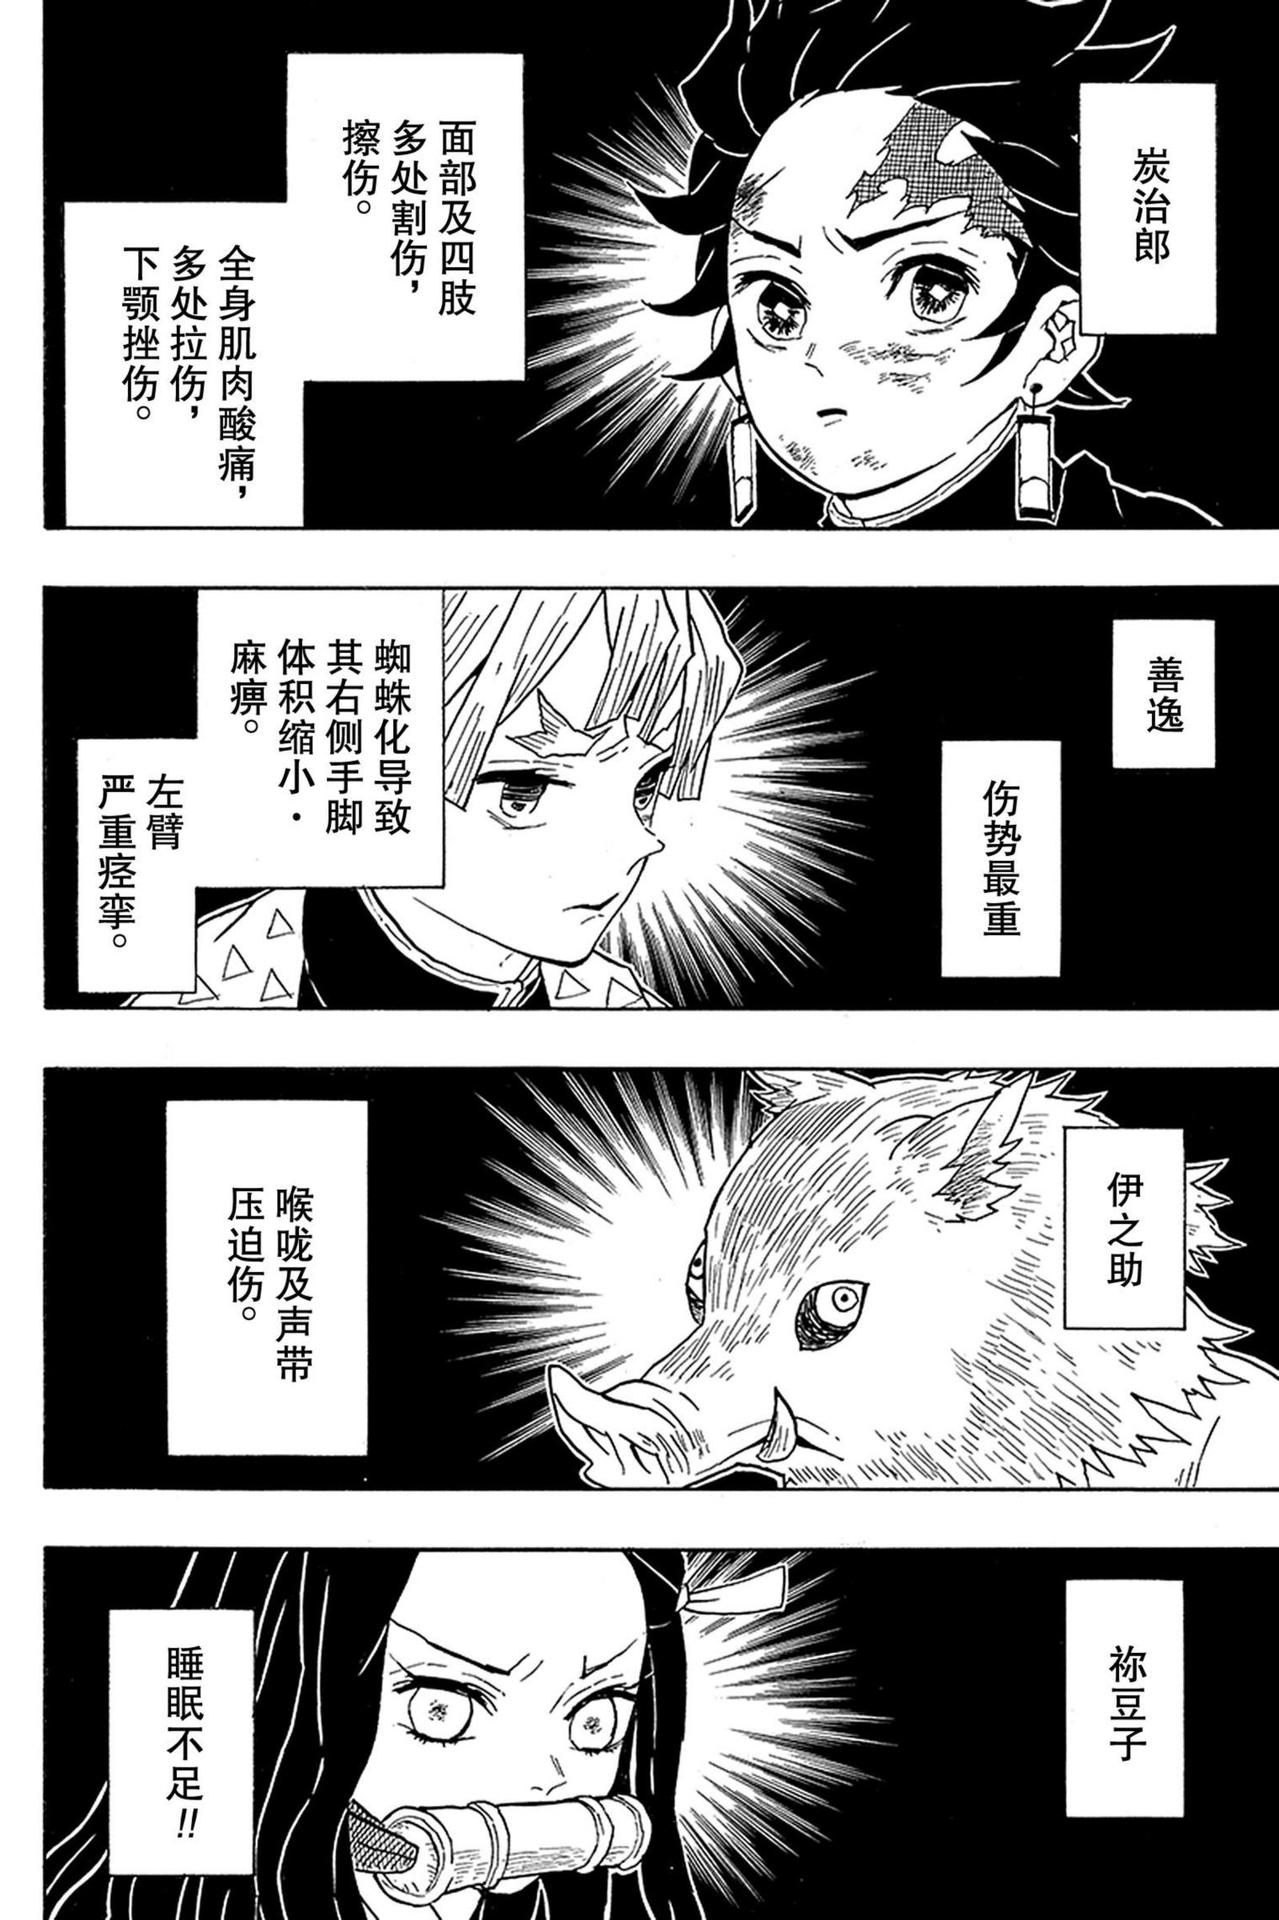 炭治郎
面部及四肢
多处割伤，
擦伤。
全身肌肉酸痛，
多处拉伤，
下颚挫伤。
善逸
伤势最重
蜘蛛化导致
其右侧手脚
体积缩小·
麻痹。
左臂
严重痉挛。
伊之助
喉咙及声带
压迫伤。
祢豆子
睡眠不足!!